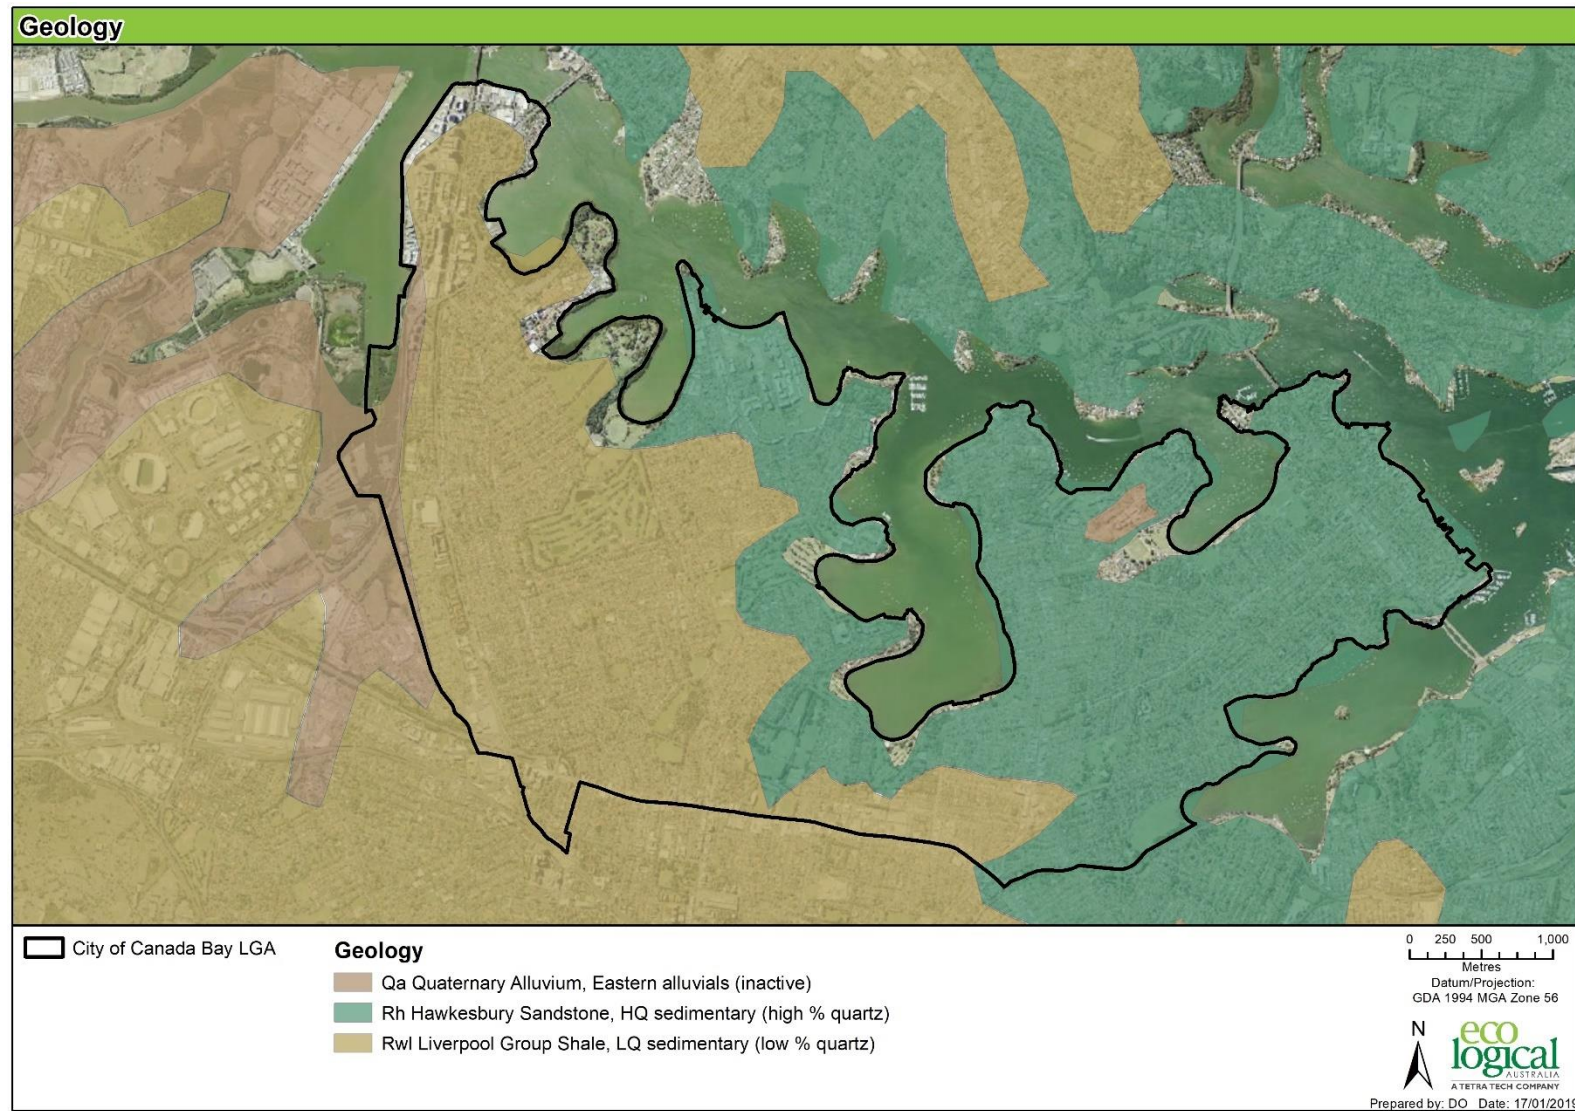 Geology
City of Canada Bay LGA
Geology
Qa Quaternary Alluvium, Eastern alluvials (inactive)
Rh Hawkesbury Sandstone, HQ sedimentary (high % quartz)
Rwl Liverpool Group Shale, LQ sedimentary (low % quartz)
0 250 500 1,000
Metres
Datum/Projection:
GDA 1994 MGA Zone 56
N
eco
logical
AUSTRALIA
A TETRA TECH COMPANY
Prepared by: DO Date: 17/01/2019